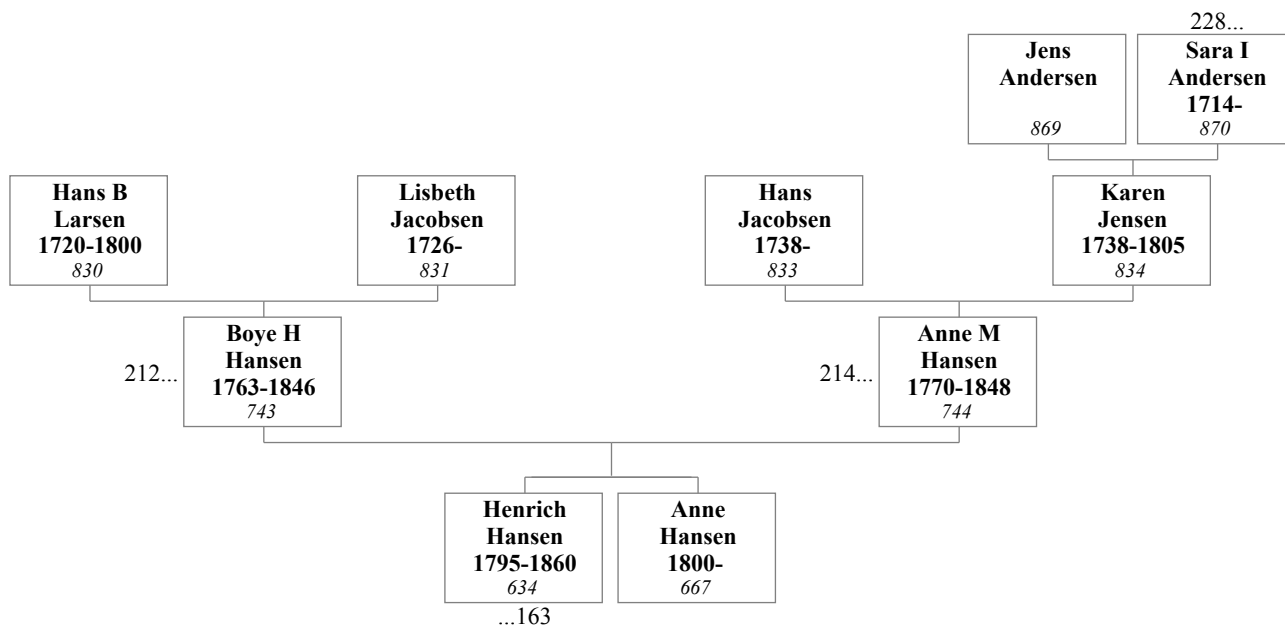 228...
Jens
Andersen
869
Sara I
Andersen
1714-
870
Hans B
Larsen
1720-1800
830
Lisbeth
Jacobsen
1726-
831
Hans
Jacobsen
1738-
833
Karen
Jensen
1738-1805
834
212...
Boye H
Hansen
1763-1846
743
214...
Anne M
Hansen
1770-1848
744
Henrich
Hansen
1795-1860
634
...163
Anne
Hansen
1800-
667